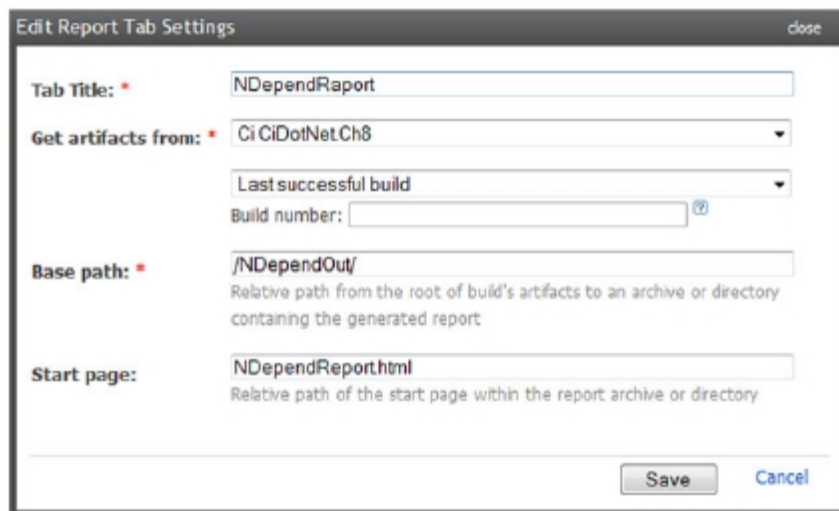 Edit Report Tab Settings close
Tab Title: * NDependRaport
Get artifacts from: * Ci CiDotNet.Ch8
Last successful build
Build number:
Base path: * /NDependOut/
Relative path from the root of build's artifacts to an archive or directory
containing the generated report
Start page: NDependReport.html
Relative path of the start page within the report archive or directory
Save Cancel